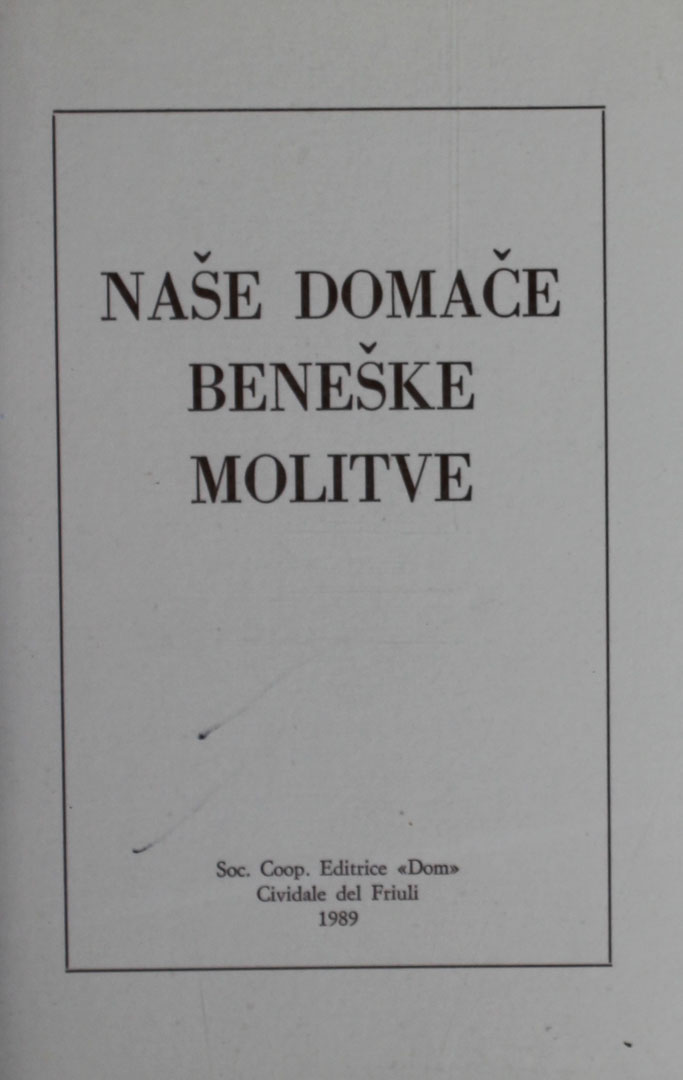 NAŠE DOMAČE
BENEŠKE
MOLITVE
Soc. Coop. Editrice «Dom»
Cividale del Friuli
1989